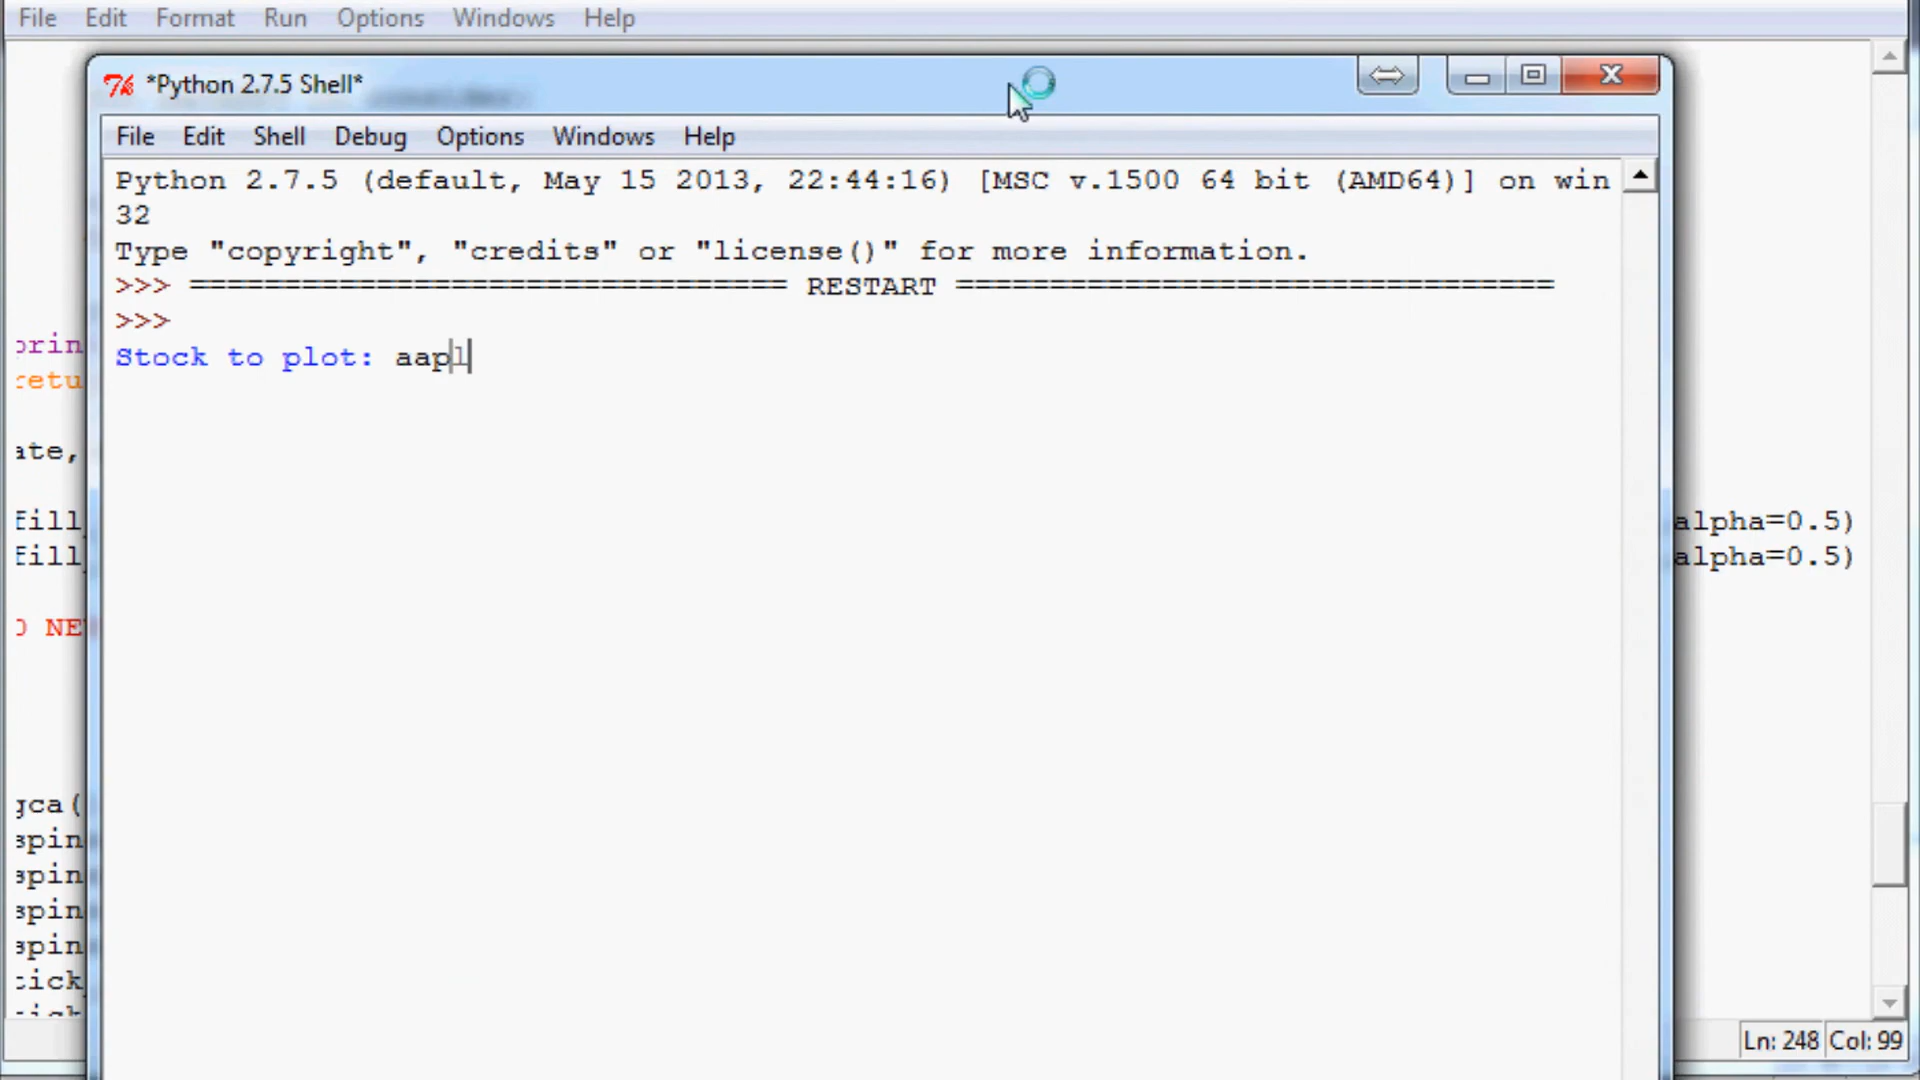 File Edit Format Run Options Windows Help
*Python 2.7.5 Shell*
File Edit Shell Debug Options Windows Help
Python 2.7.5 (default, May 15 2013, 22:44:16) [MSC v.1500 64 bit (AMD64)] on win
32
Type "copyright", "credits" or "license()" for more information.
>>> ================================ RESTART ================================
>>>
Stock to plot: aapl
ate,
alpha=0.5)
alpha=0.5)
gca(
Ln: 248 Col: 99